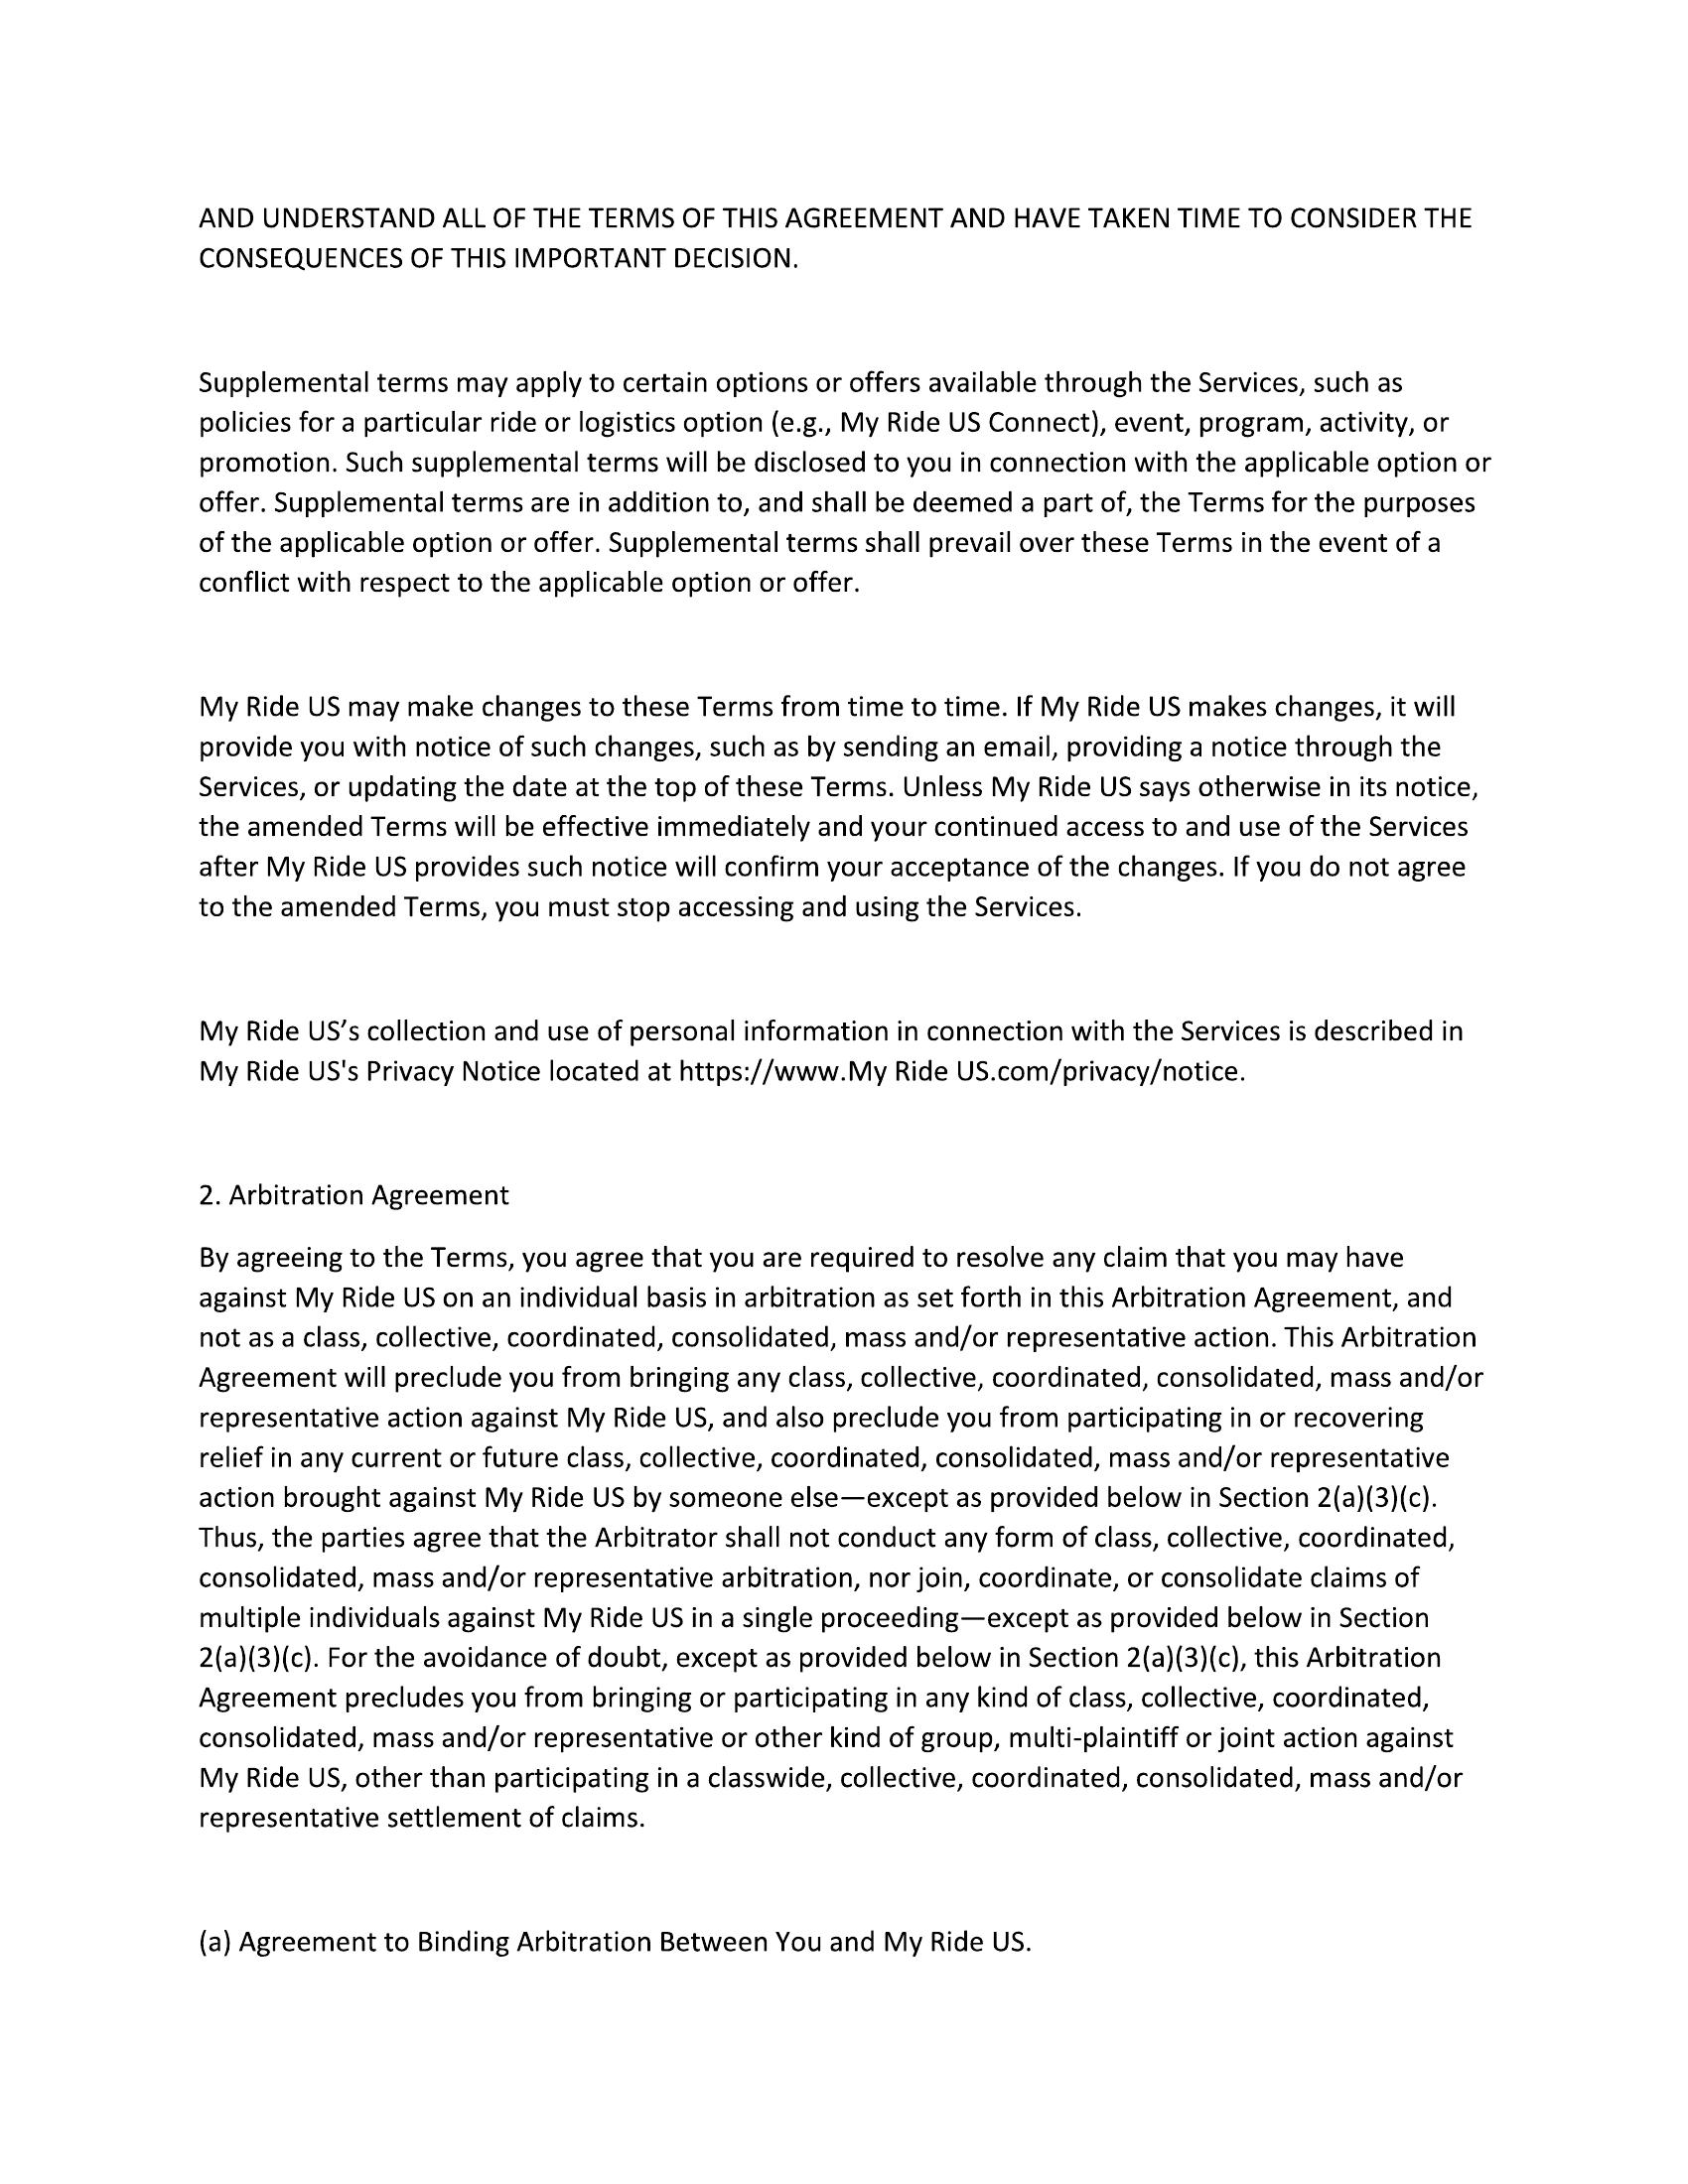 AND UNDERSTAND ALL OF THE TERMS OF THIS AGREEMENT AND HAVE TAKEN TIME TO CONSIDER THE
CONSEQUENCES OF THIS IMPORTANT DECISION.
Supplemental terms may apply to certain options or offers available through the Services, such as
policies for a particular ride or logistics option (e.g., My Ride US Connect), event, program, activity, or
promotion. Such supplemental terms will be disclosed to you in connection with the applicable option or
offer. Supplemental terms are in addition to, and shall be deemed a part of, the Terms for the purposes
of the applicable option or offer. Supplemental terms shall prevail over these Terms in the event of a
conflict with respect to the applicable option or offer.
My Ride US may make changes to these Terms from time to time. If My Ride US makes changes, it will
provide you with notice of such changes, such as by sending an email, providing a notice through the
Services, or updating the date at the top of these Terms. Unless My Ride US says otherwise in its notice,
the amended Terms will be effective immediately and your continued access to and use of the Services
after My Ride US provides such notice will confirm your acceptance of the changes. If you do not agree
to the amended Terms, you must stop accessing and using the Services.
My Ride US’s collection and use of personal information in connection with the Services is described in
My Ride US's Privacy Notice located at https://www.My Ride US.com/privacy/notice.
2. Arbitration Agreement
By agreeing to the Terms, you agree that you are required to resolve any claim that you may have
against My Ride US on an individual basis in arbitration as set forth in this Arbitration Agreement, and
not as a class, collective, coordinated, consolidated, mass and/or representative action. This Arbitration
Agreement will preclude you from bringing any class, collective, coordinated, consolidated, mass and/or
representative action against My Ride US, and also preclude you from participating in or recovering
relief in any current or future class, collective, coordinated, consolidated, mass and/or representative
action brought against My Ride US by someone else—except as provided below in Section 2(a)(3)(c).
Thus, the parties agree that the Arbitrator shall not conduct any form of class, collective, coordinated,
consolidated, mass and/or representative arbitration, nor join, coordinate, or consolidate claims of
multiple individuals against My Ride US in a single proceeding—except as provided below in Section
2(a)(3)(c). For the avoidance of doubt, except as provided below in Section 2(a)(3)(c), this Arbitration
Agreement precludes you from bringing or participating in any kind of class, collective, coordinated,
consolidated, mass and/or representative or other kind of group, multi-plaintiff or joint action against
My Ride US, other than participating in a classwide, collective, coordinated, consolidated, mass and/or
representative settlement of claims.
(a) Agreement to Binding Arbitration Between You and My Ride US.